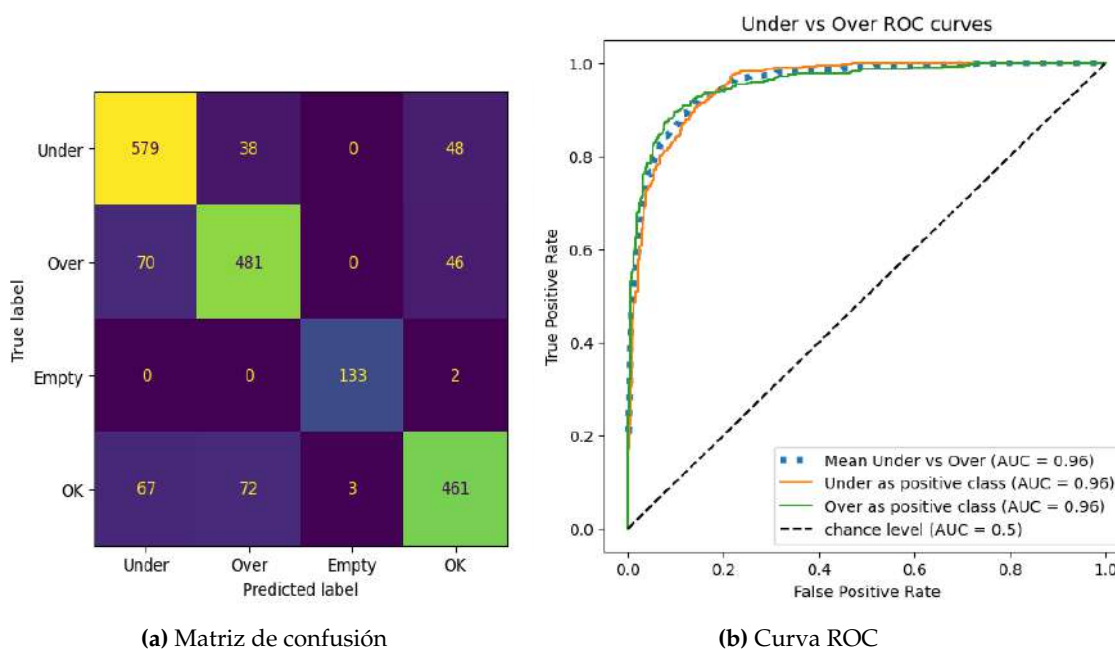 Under
579 38 0 48
Over
70 481 0 46
Empty
0 0 133 2
OK
67 72 3 461
Under Over Empty OK
Predicted label
True label
(a) Matriz de confusión
Under vs Over ROC curves
1.0
0.8
0.6
0.4
0.2
0.0
True Positive Rate
Mean Under vs Over (AUC = 0.96)
Under as positive class (AUC = 0.96)
Over as positive class (AUC = 0.96)
chance level (AUC = 0.5)
0.0 0.2 0.4 0.6 0.8 1.0
False Positive Rate
(b) Curva ROC